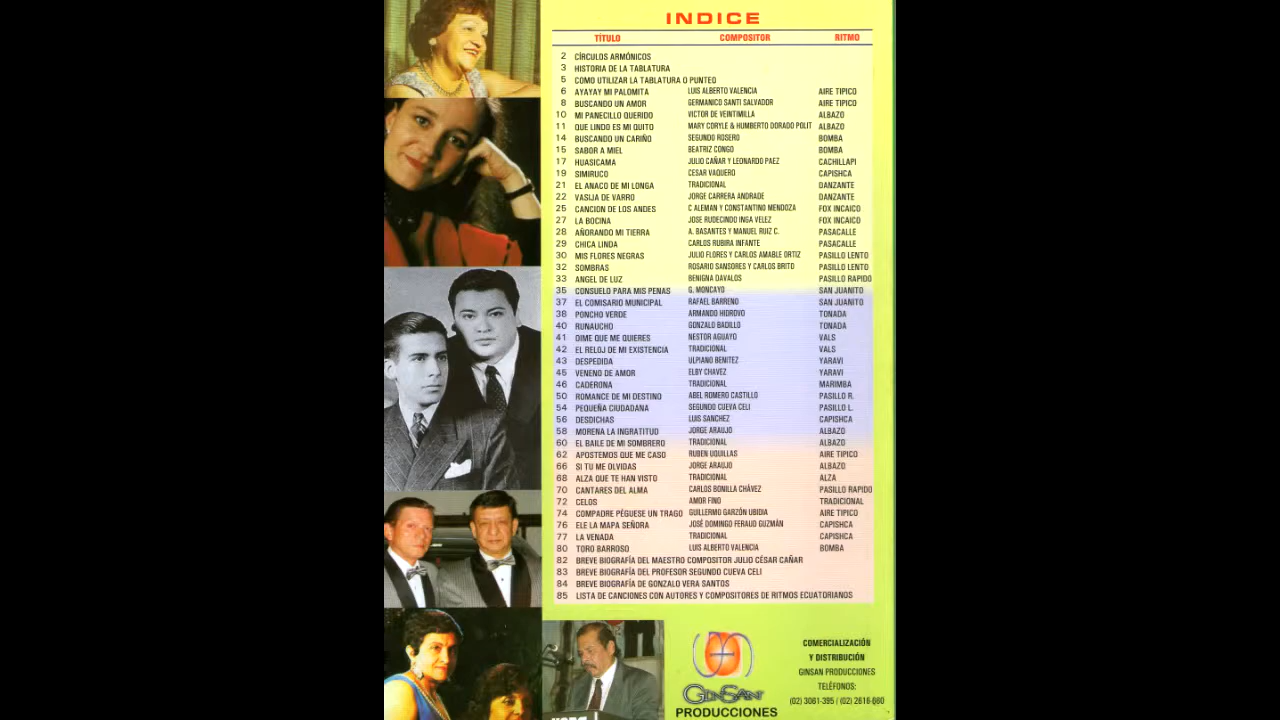 INDICE
TÍTULO COMPOSITOR RITMO
2 CÍRCULOS ARMÓNICOS
3 HISTORIA DE LA TABLATURA
5 COMO UTILIZAR LA TABLATURA O PUNTEO
6 AYAYAY MI PALOMITA LUIS ALBERTO VALENCIA AIRE TIPICO
8 BUSCANDO UN AMOR GERMANICO SANTI SALVADOR AIRE TIPICO
10 MI PANECILLO QUERIDO VICTOR DE VEINTIMILLA ALBAZO
11 QUE LINDO ES MI QUITO MARY CORYLE & HUMBERTO DORADO POLIT ALBAZO
14 BUSCANDO UN CARIÑO SEGUNDO ROSERO BOMBA
15 SABOR A MIEL BEATRIZ CONGO BOMBA
17 HUASICAMA JULIO CAÑAR Y LEONARDO PAEZ CACHILLAPI
19 SIMIRUCO CESAR VAQUERO CAPISHCA
21 EL ANACO DE MI LONGA TRADICIONAL DANZANTE
22 VASIJA DE VARRO JORGE CARRERA ANDRADE DANZANTE
25 CANCION DE LOS ANDES C ALEMAN Y CONSTANTINO MENDOZA FOX INCAICO
27 LA BOCINA JOSE RUDECINDO INGA VELEZ FOX INCAICO
28 AÑORANDO MI TIERRA A. BASANTES Y MANUEL RUIZ C. PASACALLE
29 CHICA LINDA CARLOS RUBIRA INFANTE PASACALLE
30 MIS FLORES NEGRAS JULIO FLORES Y CARLOS AMABLE ORTIZ PASILLO LENTO
32 SOMBRAS ROSARIO SANSORES Y CARLOS BRITO PASILLO LENTO
33 ANGEL DE LUZ BENIGNA DAVALOS PASILLO RAPIDO
35 CONSUELO PARA MIS PENAS G. MONCAYO SAN JUANITO
37 EL COMISARIO MUNICIPAL RAFAEL BARRENO SAN JUANITO
38 PONCHO VERDE ARMANDO HIDROVO TONADA
40 RUNAUCHO GONZALO BADILLO TONADA
41 DIME QUE ME QUIERES NESTOR AGUAYO VALS
42 EL RELOJ DE MI EXISTENCIA TRADICIONAL VALS
43 DESPEDIDA ULPIANO BENITEZ YARAVI
45 VENENO DE AMOR ELBY CHAVEZ YARAVI
46 CADERONA TRADICIONAL MARIMBA
50 ROMANCE DE MI DESTINO ABEL ROMERO CASTILLO PASILLO R.
54 PEQUEÑA CIUDADANA SEGUNDO CUEVA CELI PASILLO L.
56 DESDICHAS LUIS SANCHEZ CAPISHCA
58 MORENA LA INGRATITUD JORGE ARAUJO ALBAZO
60 EL BAILE DE MI SOMBRERO TRADICIONAL ALBAZO
62 APOSTEMOS QUE ME CASO RUBEN UQUILLAS AIRE TIPICO
66 SI TU ME OLVIDAS JORGE ARAUJO ALBAZO
68 ALZA QUE TE HAN VISTO TRADICIONAL ALZA
70 CANTARES DEL ALMA CARLOS BONILLA CHÁVEZ PASILLO RAPIDO
72 CELOS AMOR FINO TRADICIONAL
74 COMPADRE PÉGUESE UN TRAGO GUILLERMO GARZÓN UBIDIA AIRE TIPICO
76 ELE LA MAPA SEÑORA JOSÉ DOMINGO FERAUD GUZMÁN CAPISHCA
77 LA VENADA TRADICIONAL CAPISHCA
80 TORO BARROSO LUIS ALBERTO VALENCIA BOMBA
82 BREVE BIOGRAFÍA DEL MAESTRO COMPOSITOR JULIO CÉSAR CAÑAR
83 BREVE BIOGRAFÍA DEL PROFESOR SEGUNDO CUEVA CELI
84 BREVE BIOGRAFÍA DE GONZALO VERA SANTOS
85 LISTA DE CANCIONES CON AUTORES Y COMPOSITORES DE RITMOS ECUATORIANOS
GINSAN
PRODUCCIONES
COMERCIALIZACIÓN
Y DISTRIBUCIÓN
GINSAN PRODUCCIONES
TELÉFONOS:
(02) 3061-395 / (02) 2616-060